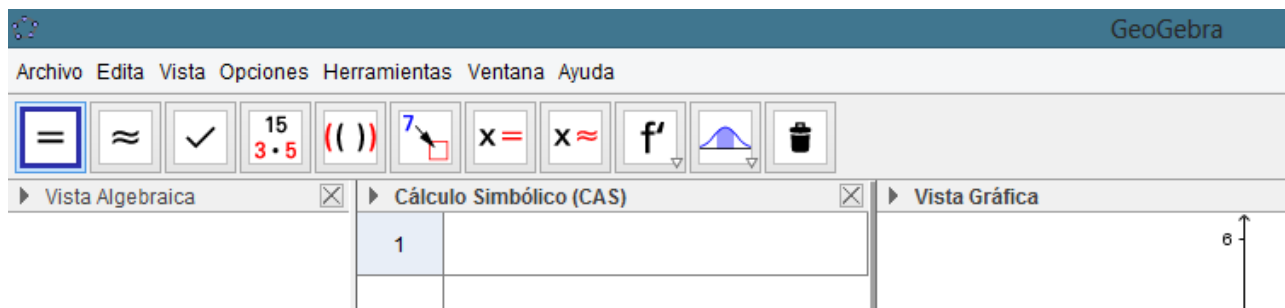 GeoGebra
Archivo Edita Vista Opciones Herramientas Ventana Ayuda
= ≈ ✓ 15 3·5 (( )) 7 x= x≈ f′
Vista Algebraica Cálculo Simbólico (CAS) Vista Gráfica
1 6